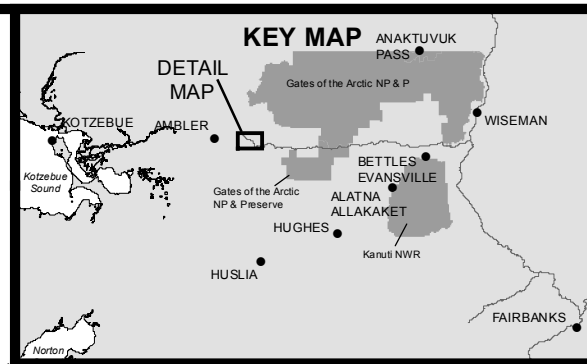 KEY MAP
ANAKTUVUK
PASS
DETAIL
MAP
Gates of the Arctic NP & P
KOTZEBUE
AMBLER
WISEMAN
Kotzebue
Sound
BETTLES
EVANSVILLE
Gates of the Arctic
NP & Preserve
ALATNA
ALLAKAKET
HUGHES
Kanuti NWR
HUSLIA
FAIRBANKS
Norton